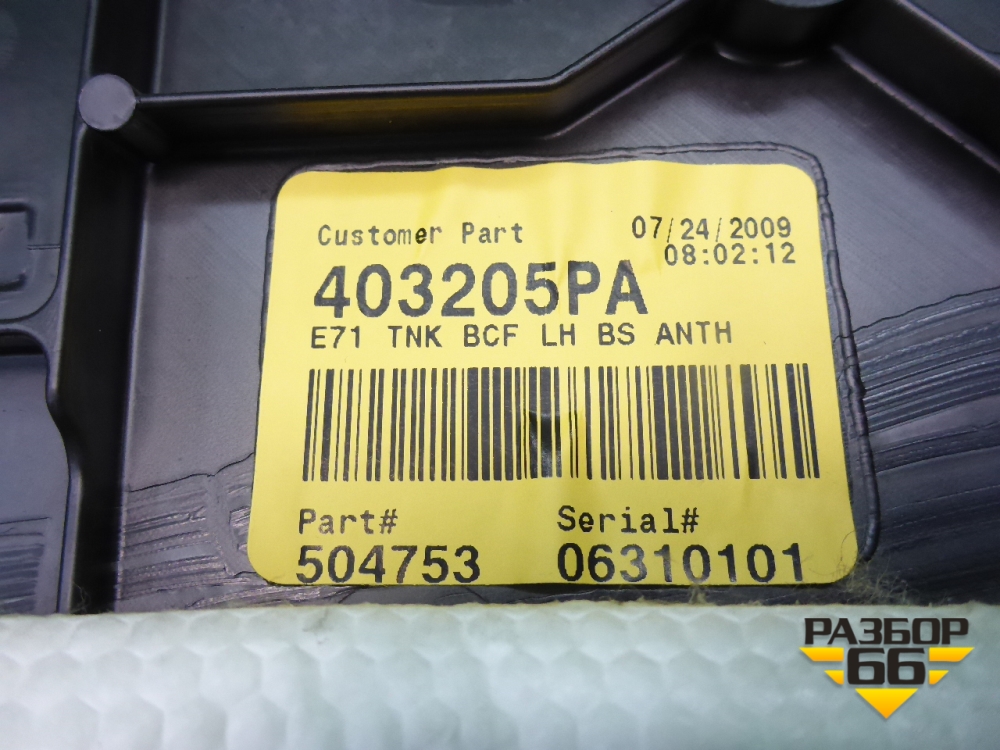 Customer Part 07/24/2009
08:02:12
403205PA
E71 TNK BCF LH BS ANTH
Part# Serial#
504753 06310101
РАЗБОР
66